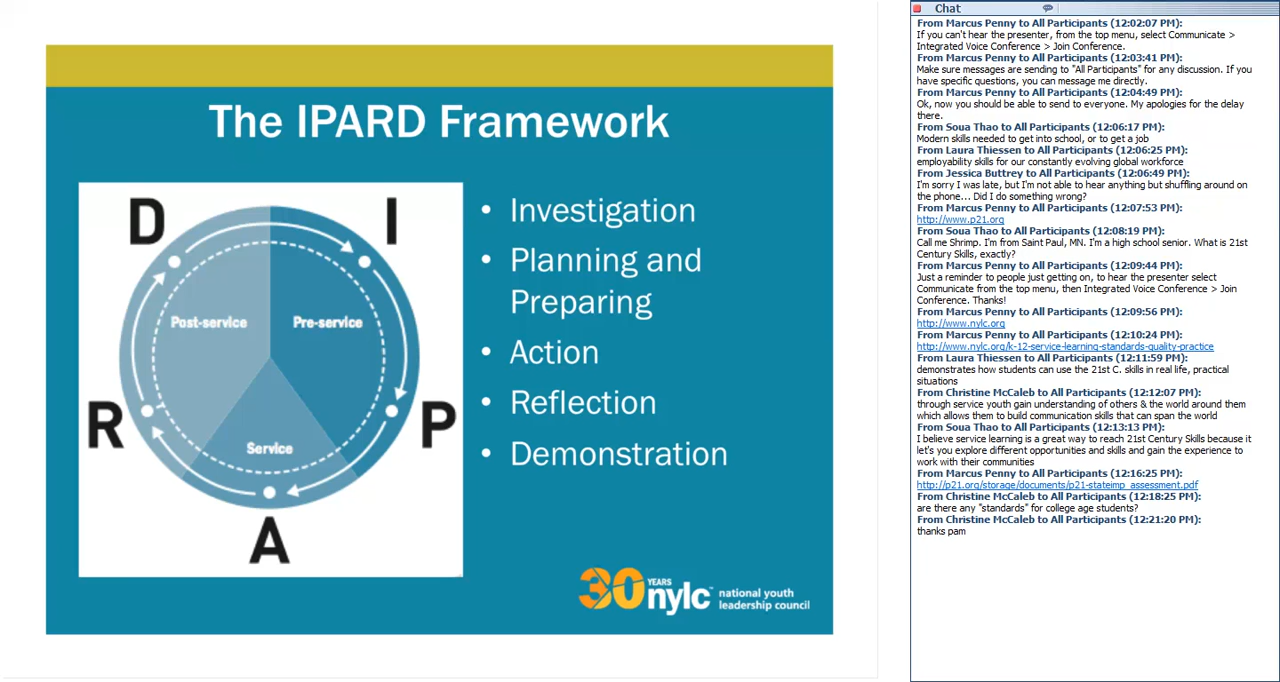 The IPARD Framework
D
I
Post-service
Pre-service
R
P
Service
A
• Investigation
• Planning and
Preparing
• Action
• Reflection
• Demonstration
30 YEARS
nylc™ national youth
leadership council
Chat
From Marcus Penny to All Participants (12:02:07 PM):
If you can't hear the presenter, from the top menu, select Communicate >
Integrated Voice Conference > Join Conference.
From Marcus Penny to All Participants (12:03:41 PM):
Make sure messages are sending to "All Participants" for any discussion. If you
have specific questions, you can message me directly.
From Marcus Penny to All Participants (12:04:49 PM):
Ok, now you should be able to send to everyone. My apologies for the delay
there.
From Soua Thao to All Participants (12:06:17 PM):
Modern skills needed to get into school, or to get a job
From Laura Thiessen to All Participants (12:06:25 PM):
employability skills for our constantly evolving global workforce
From Jessica Buttrey to All Participants (12:06:49 PM):
I'm sorry I was late, but I'm not able to hear anything but shuffling around on
the phone... Did I do something wrong?
From Marcus Penny to All Participants (12:07:53 PM):
http://www.p21.org
From Soua Thao to All Participants (12:08:19 PM):
Call me Shrimp. I'm from Saint Paul, MN. I'm a high school senior. What is 21st
Century Skills, exactly?
From Marcus Penny to All Participants (12:09:44 PM):
Just a reminder to people just getting on, to hear the presenter select
Communicate from the top menu, then Integrated Voice Conference > Join
Conference. Thanks!
From Marcus Penny to All Participants (12:09:56 PM):
http://www.nylc.org
From Marcus Penny to All Participants (12:10:24 PM):
http://www.nylc.org/k-12-service-learning-standards-quality-practice
From Laura Thiessen to All Participants (12:11:59 PM):
demonstrates how students can use the 21st C. skills in real life, practical
situations
From Christine McCaleb to All Participants (12:12:07 PM):
through service youth gain understanding of others & the world around them
which allows them to build communication skills that can span the world
From Soua Thao to All Participants (12:13:13 PM):
I believe service learning is a great way to reach 21st Century Skills because it
let's you explore different opportunities and skills and gain the experience to
work with their communities
From Marcus Penny to All Participants (12:16:25 PM):
http://p21.org/storage/documents/p21-stateimp_assessment.pdf
From Christine McCaleb to All Participants (12:18:25 PM):
are there any "standards" for college age students?
From Christine McCaleb to All Participants (12:21:20 PM):
thanks pam